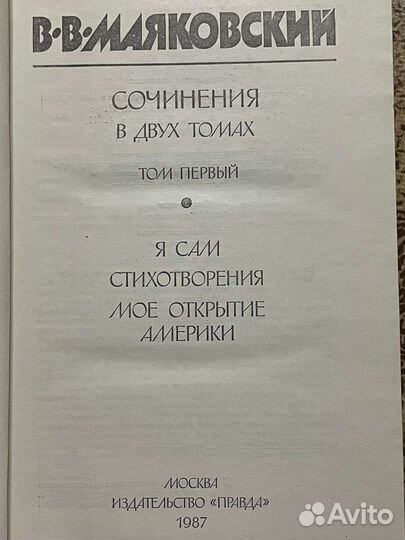 В·В·МАЯКОВСКИЙ
СОЧИНЕНИЯ
В ДВУХ ТОМАХ
ТОМ ПЕРВЫЙ
Я САМ
СТИХОТВОРЕНИЯ
МОЕ ОТКРЫТИЕ
АМЕРИКИ
МОСКВА
ИЗДАТЕЛЬСТВО «ПРАВДА»
1987
Avito